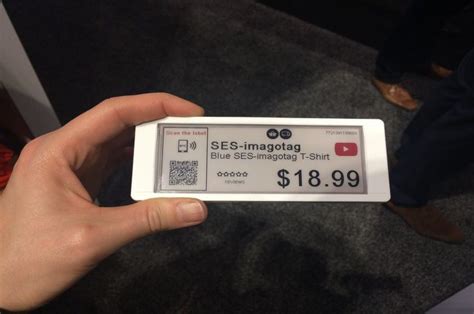 Scan the label!
SES-imagotag
Blue SES-imagotag T-Shirt
$18.99